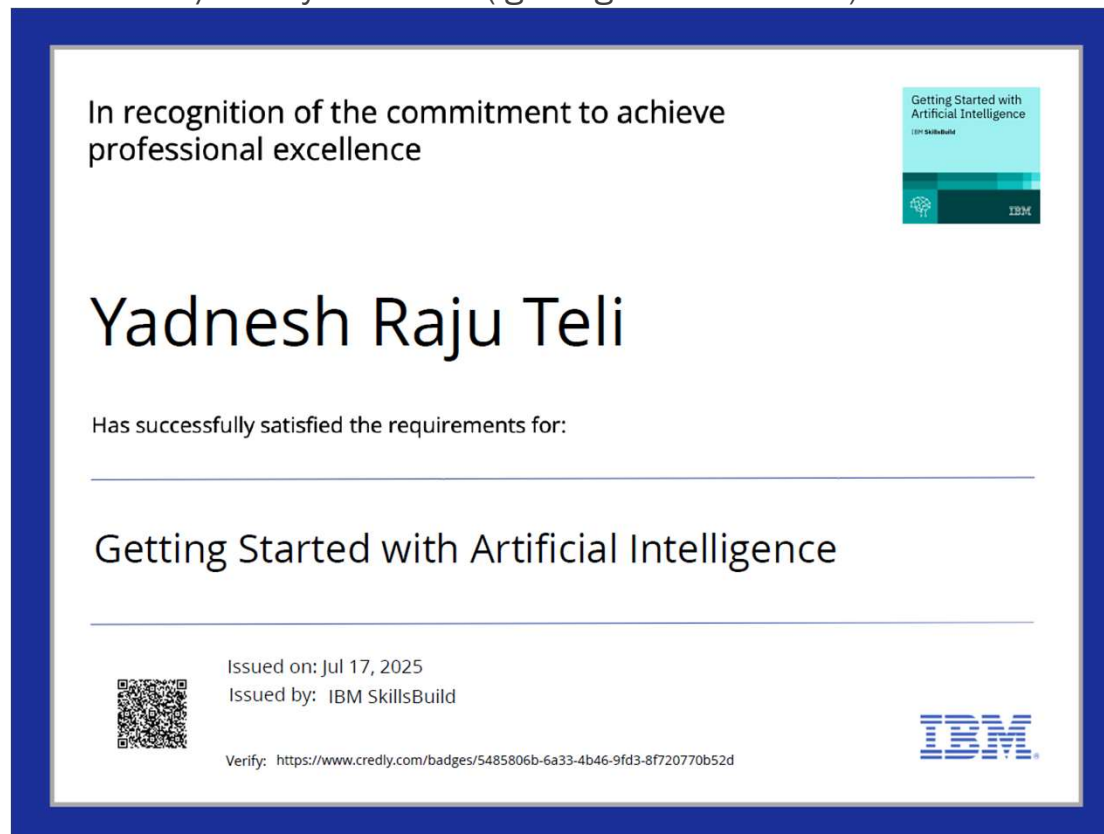 In recognition of the commitment to achieve
professional excellence
Getting Started with
Artificial Intelligence
IBM SkillsBuild
IBM
Yadnesh Raju Teli
Has successfully satisfied the requirements for:
Getting Started with Artificial Intelligence
Issued on: Jul 17, 2025
Issued by: IBM SkillsBuild
Verify: https://www.credly.com/badges/5485806b-6a33-4b46-9fd3-8f720770b52d
IBM